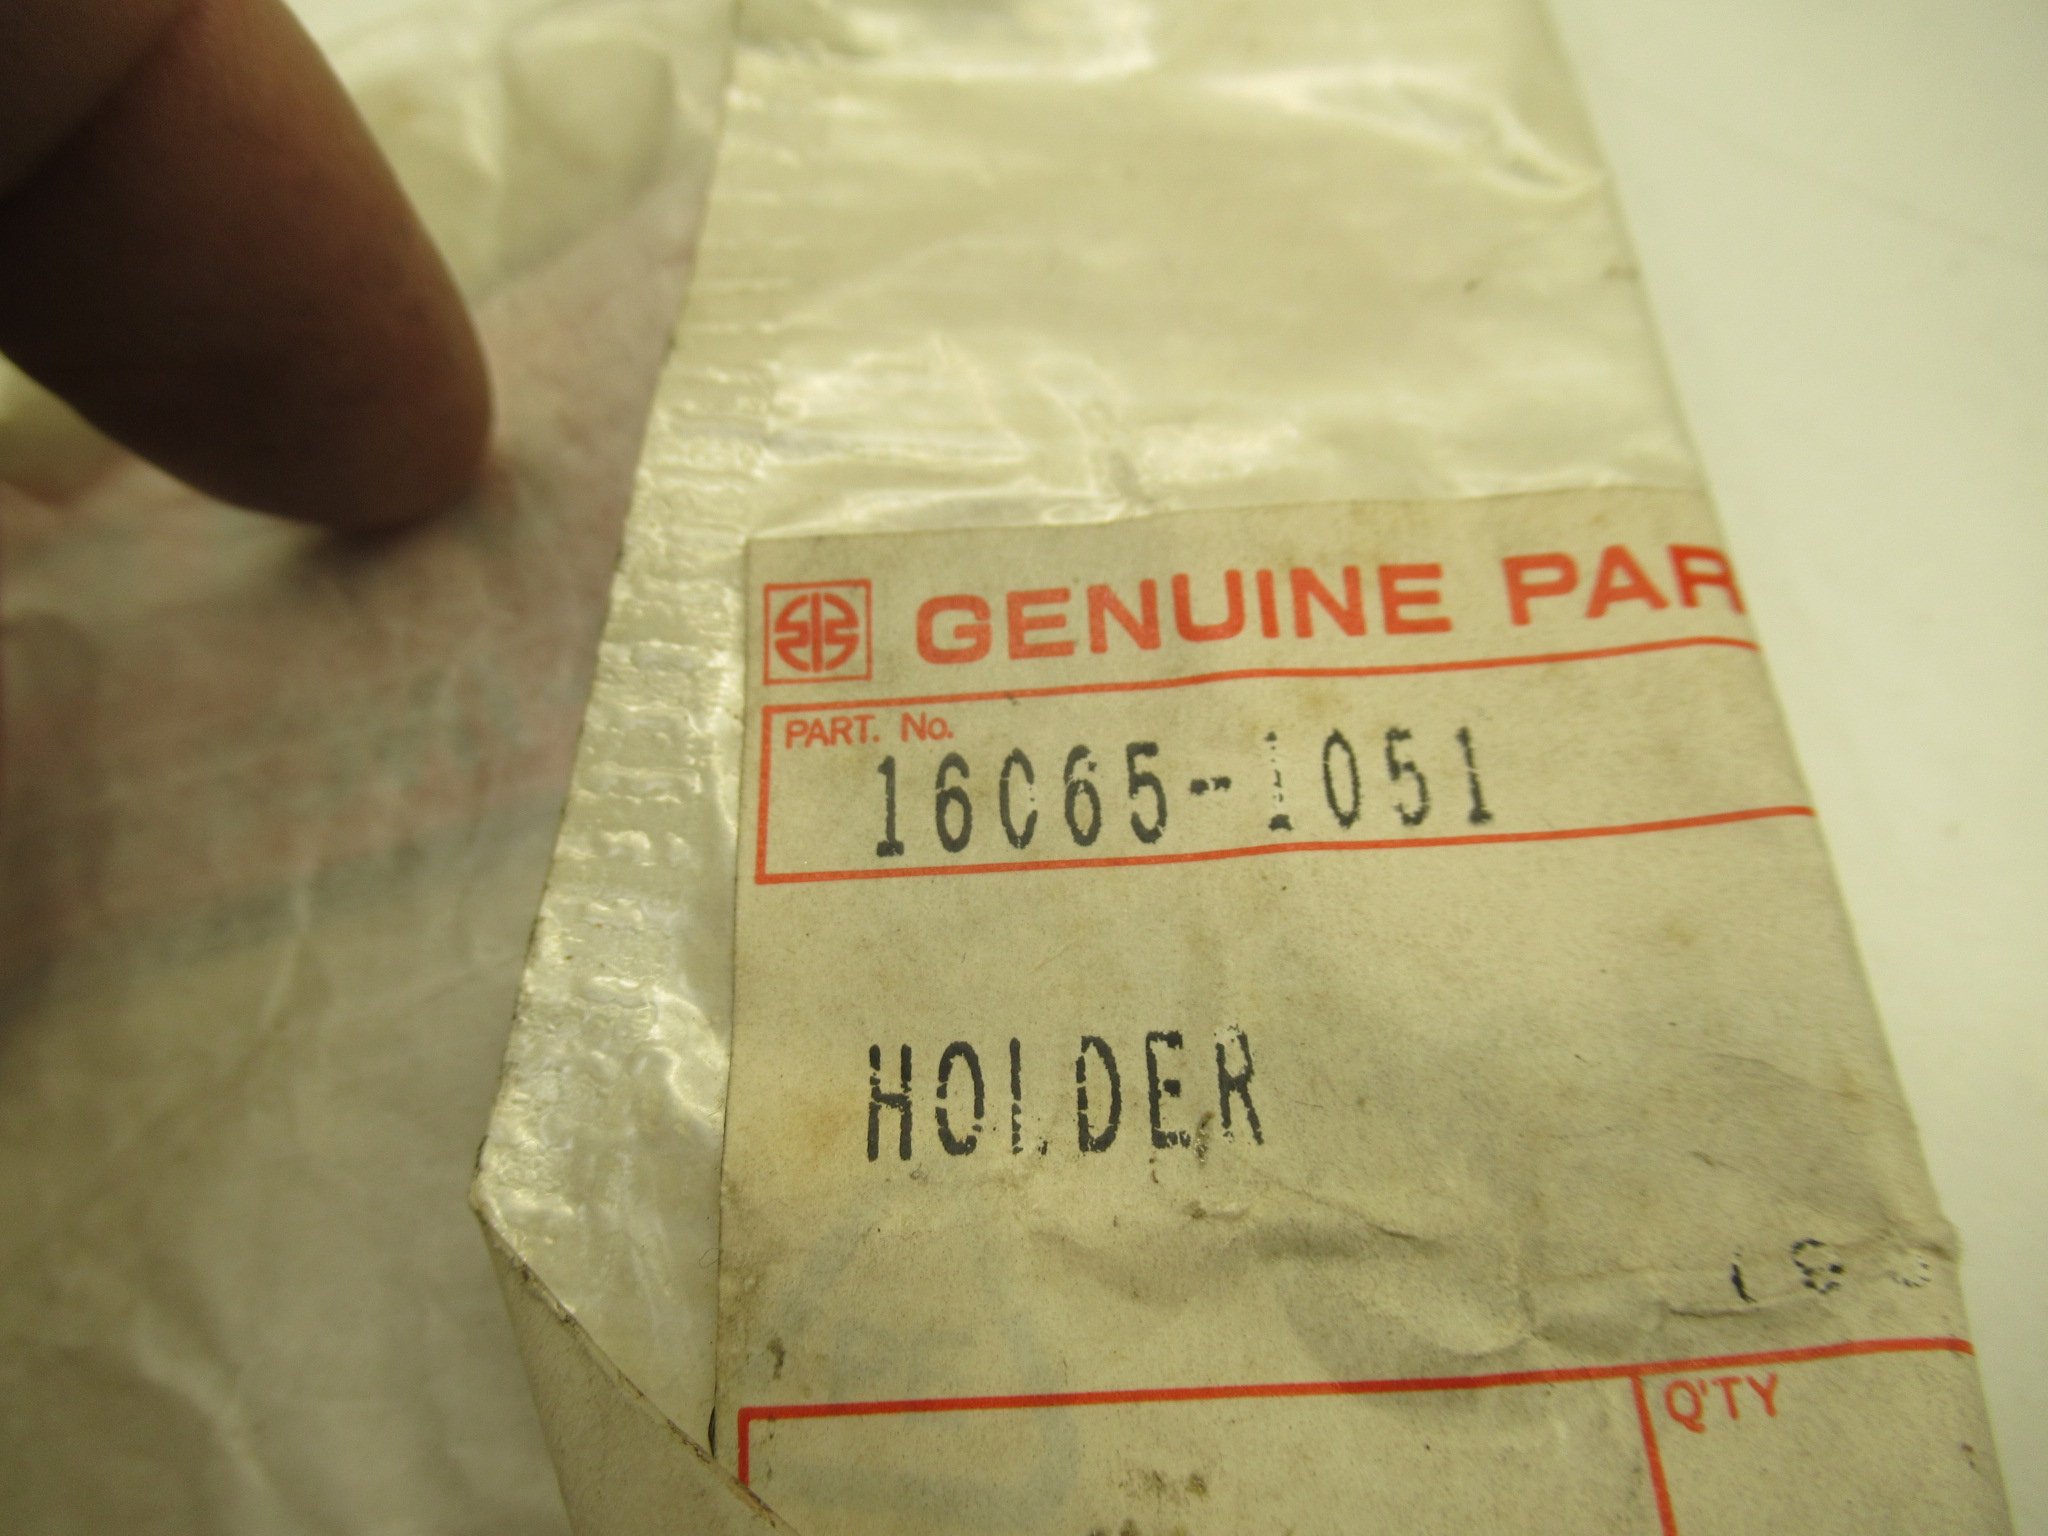 GENUINE PAR
PART. No.
16065-1051
HOLDER
Q'TY